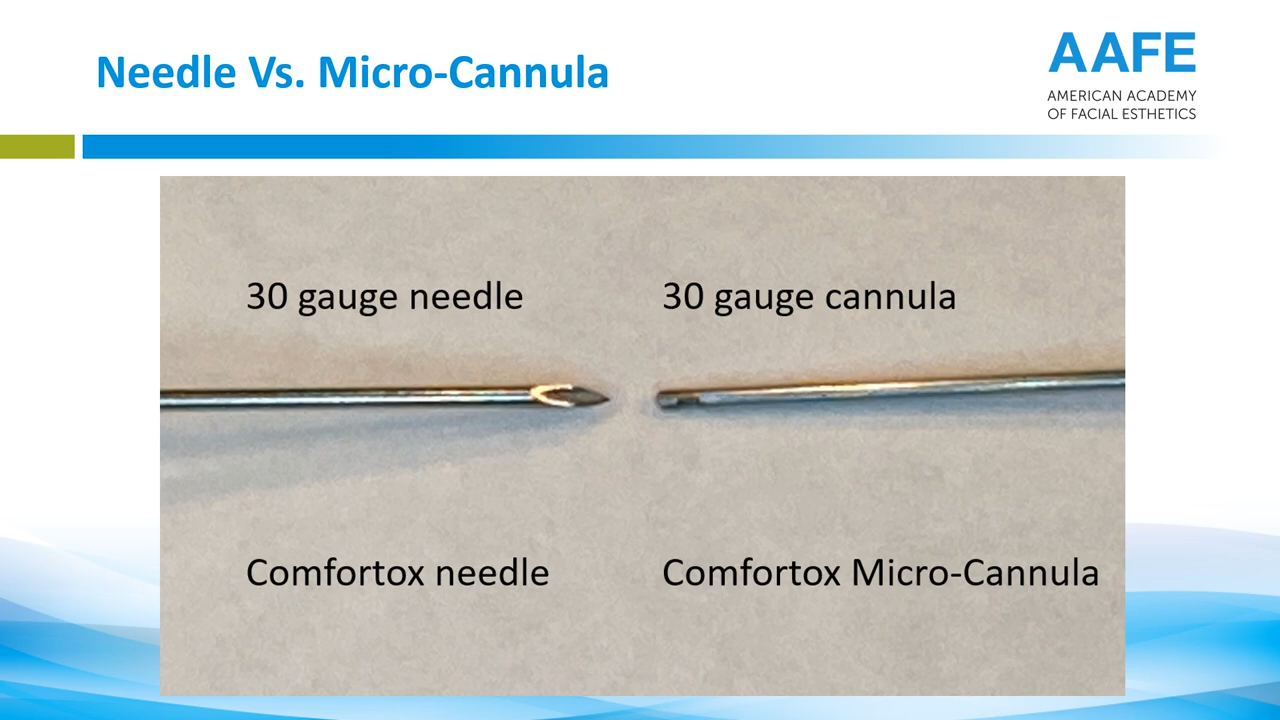 Needle Vs. Micro-Cannula
AAFE
AMERICAN ACADEMY
OF FACIAL ESTHETICS
30 gauge needle
30 gauge cannula
Comfortox needle
Comfortox Micro-Cannula